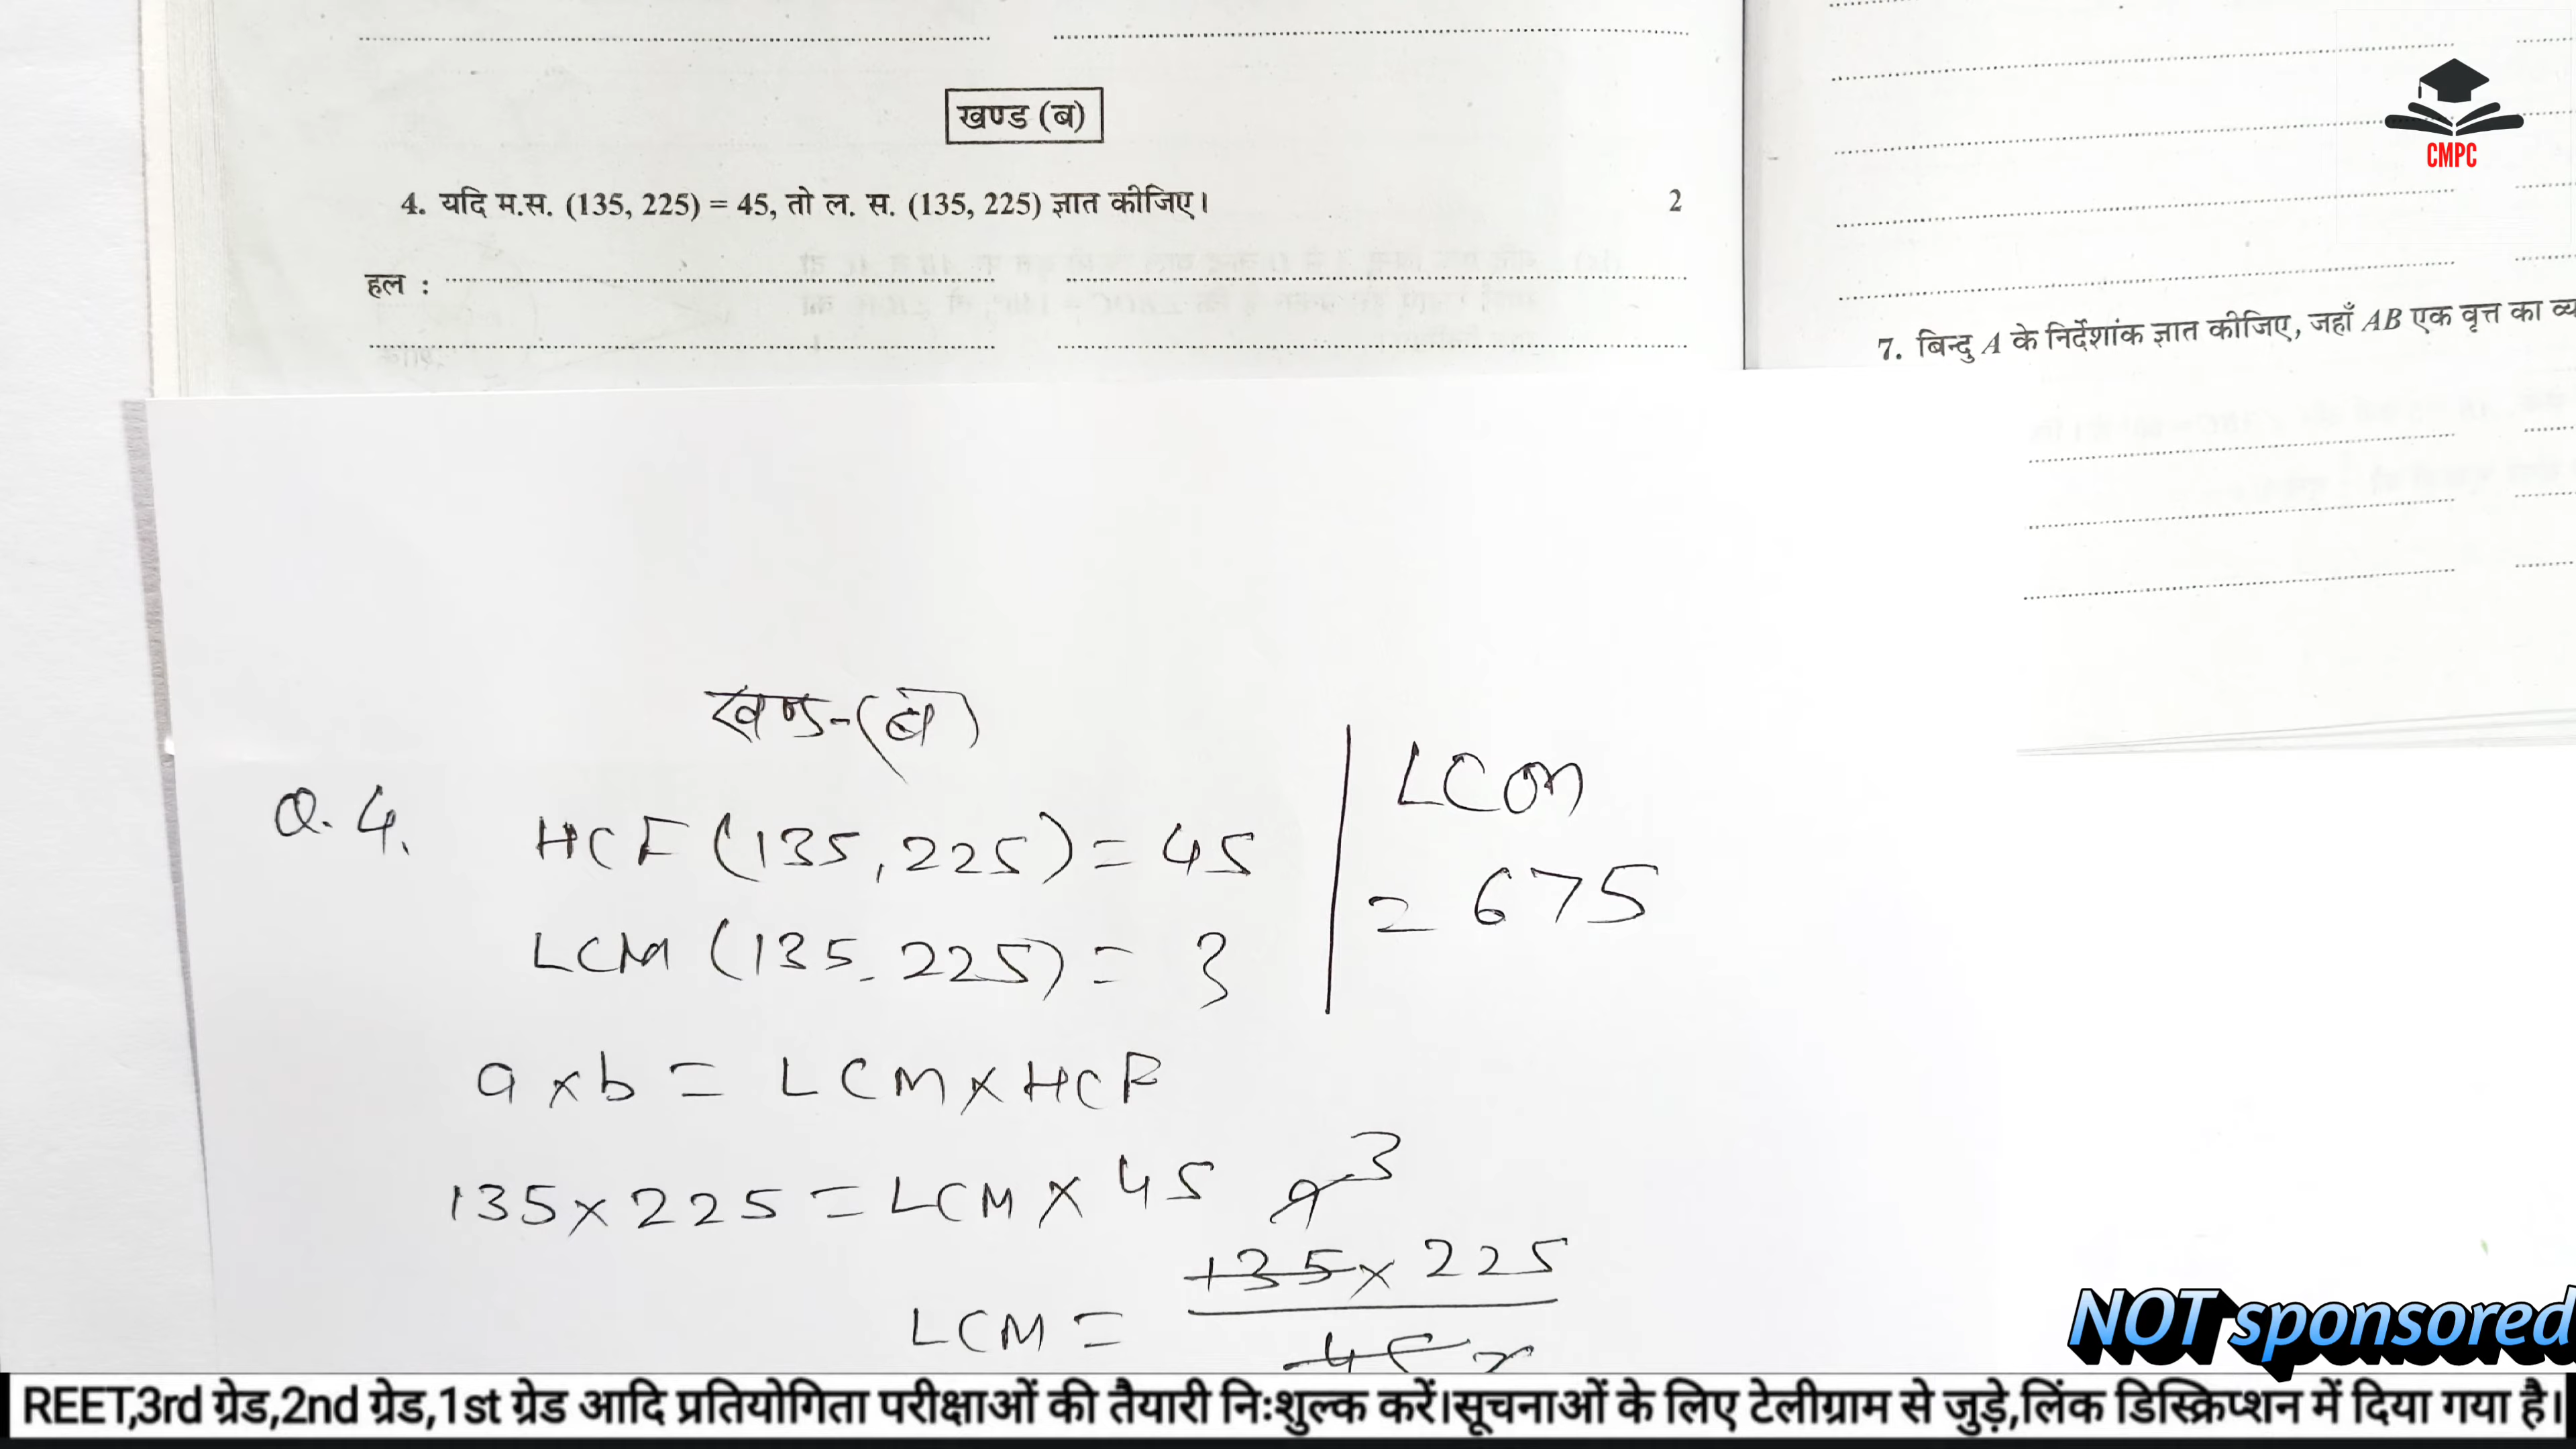 खण्ड (ब)
CMPC
4. यदि म.स. (135, 225) = 45, तो ल. स. (135, 225) ज्ञात कीजिए।
2
हल :
7. बिन्दु A के निर्देशांक ज्ञात कीजिए, जहाँ AB एक वृत्त का
खण्ड-(ब)
Q. 4.
HCF (135, 225) = 45
LCM (135, 225) = ?
a × b = LCM × HCF
135 × 225 = LCM × 45
9 3
135 × 225
LCM =
45
LCM
= 675
NOT sponsored
REET,3rd ग्रेड,2nd ग्रेड,1st ग्रेड आदि प्रतियोगिता परीक्षाओं की तैयारी निःशुल्क करें।सूचनाओं के लिए टेलीग्राम से जुड़े,लिंक डिस्क्रिप्शन में दिया गया है।